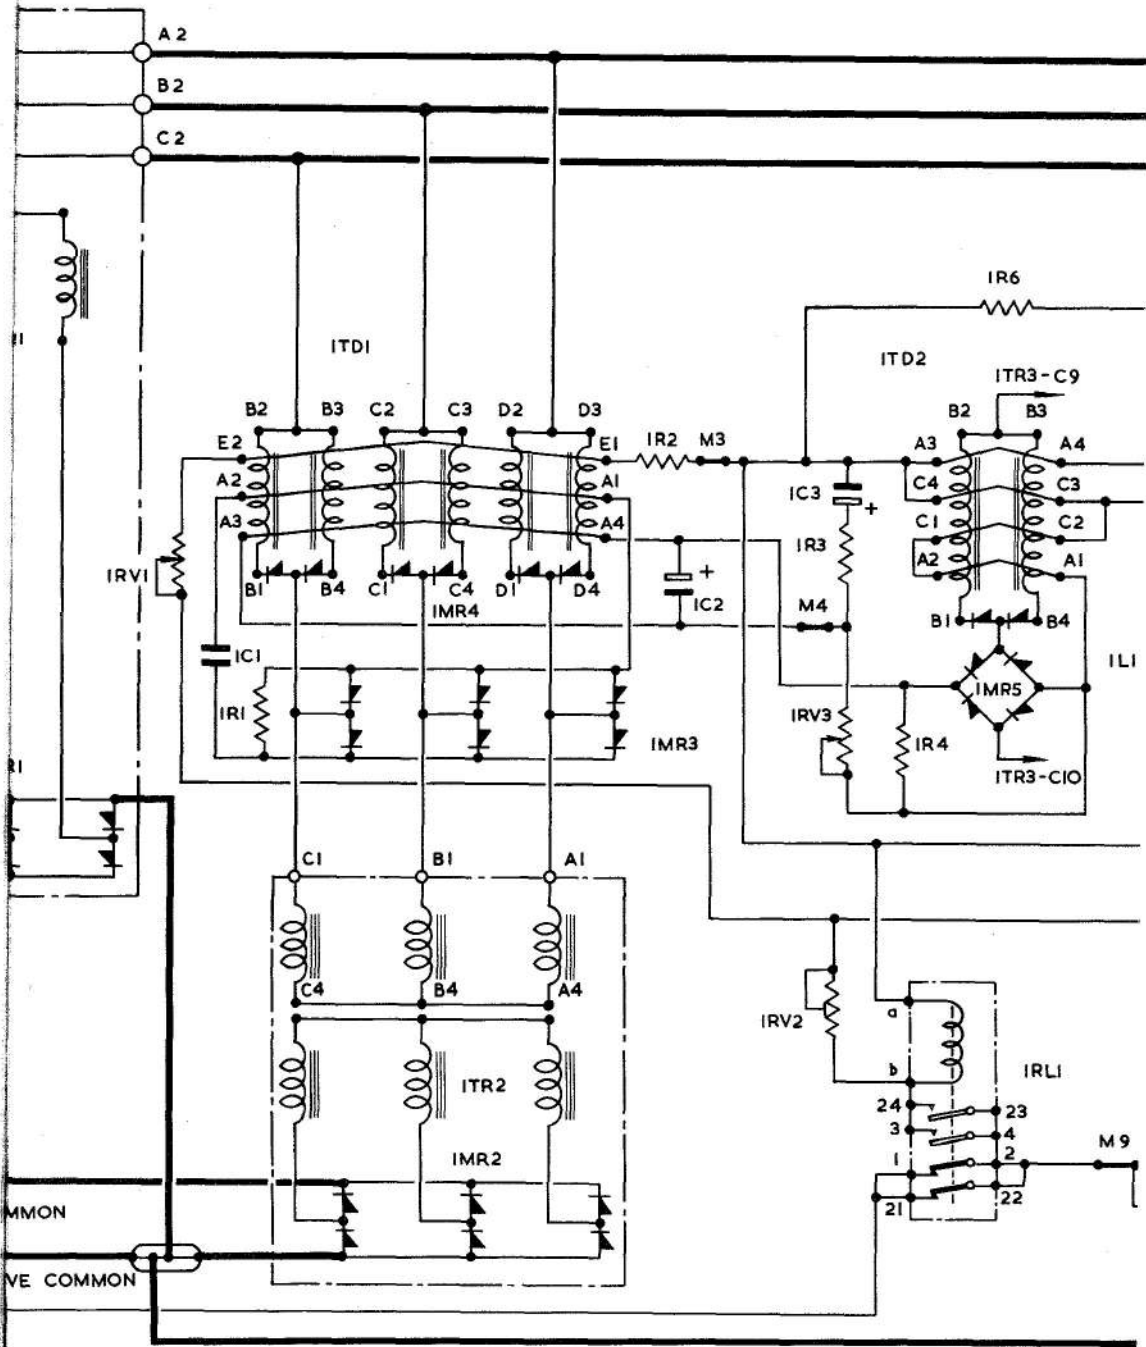 A2
B2
C2
IR6
ITD1
ITD2
ITR3-C9
B2 B3 C2 C3 D2 D3
B2 B3
E2 E1 IR2 M3 A3 A4
A2 A1 IC3 + C4 C3
A3 A4 C1 C2
IR3
IRV1 B1 B4 C1 C4 D1 D4 + A2 A1
IMR4 IC2 M4 B1 B4
IC1 IL1
IMR5
IR1 IRV3
IMR3 IR4
ITR3-C10
C1 B1 A1
C4 B4 A4
a
IRV2
b IRL1
ITR2
24 23
3 4
IMR2 1 2 M9
21 22
MMON
VE COMMON